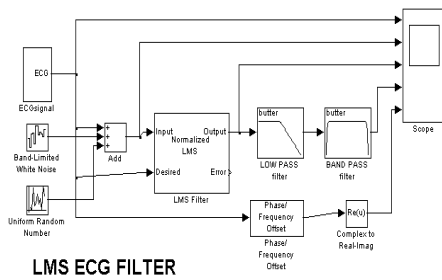 ECG
ECGsignal
Band-Limited
White Noise
Uniform Random
Number
+
+
+
Add
Input
Normalized
LMS
Output
Desired
Error
LMS Filter
butter
LOW PASS
filter
butter
BAND PASS
filter
Scope
Phase/
Frequency
Offset
Phase/
Frequency
Offset
Re(u)
Complex to
Real-Imag
LMS ECG FILTER